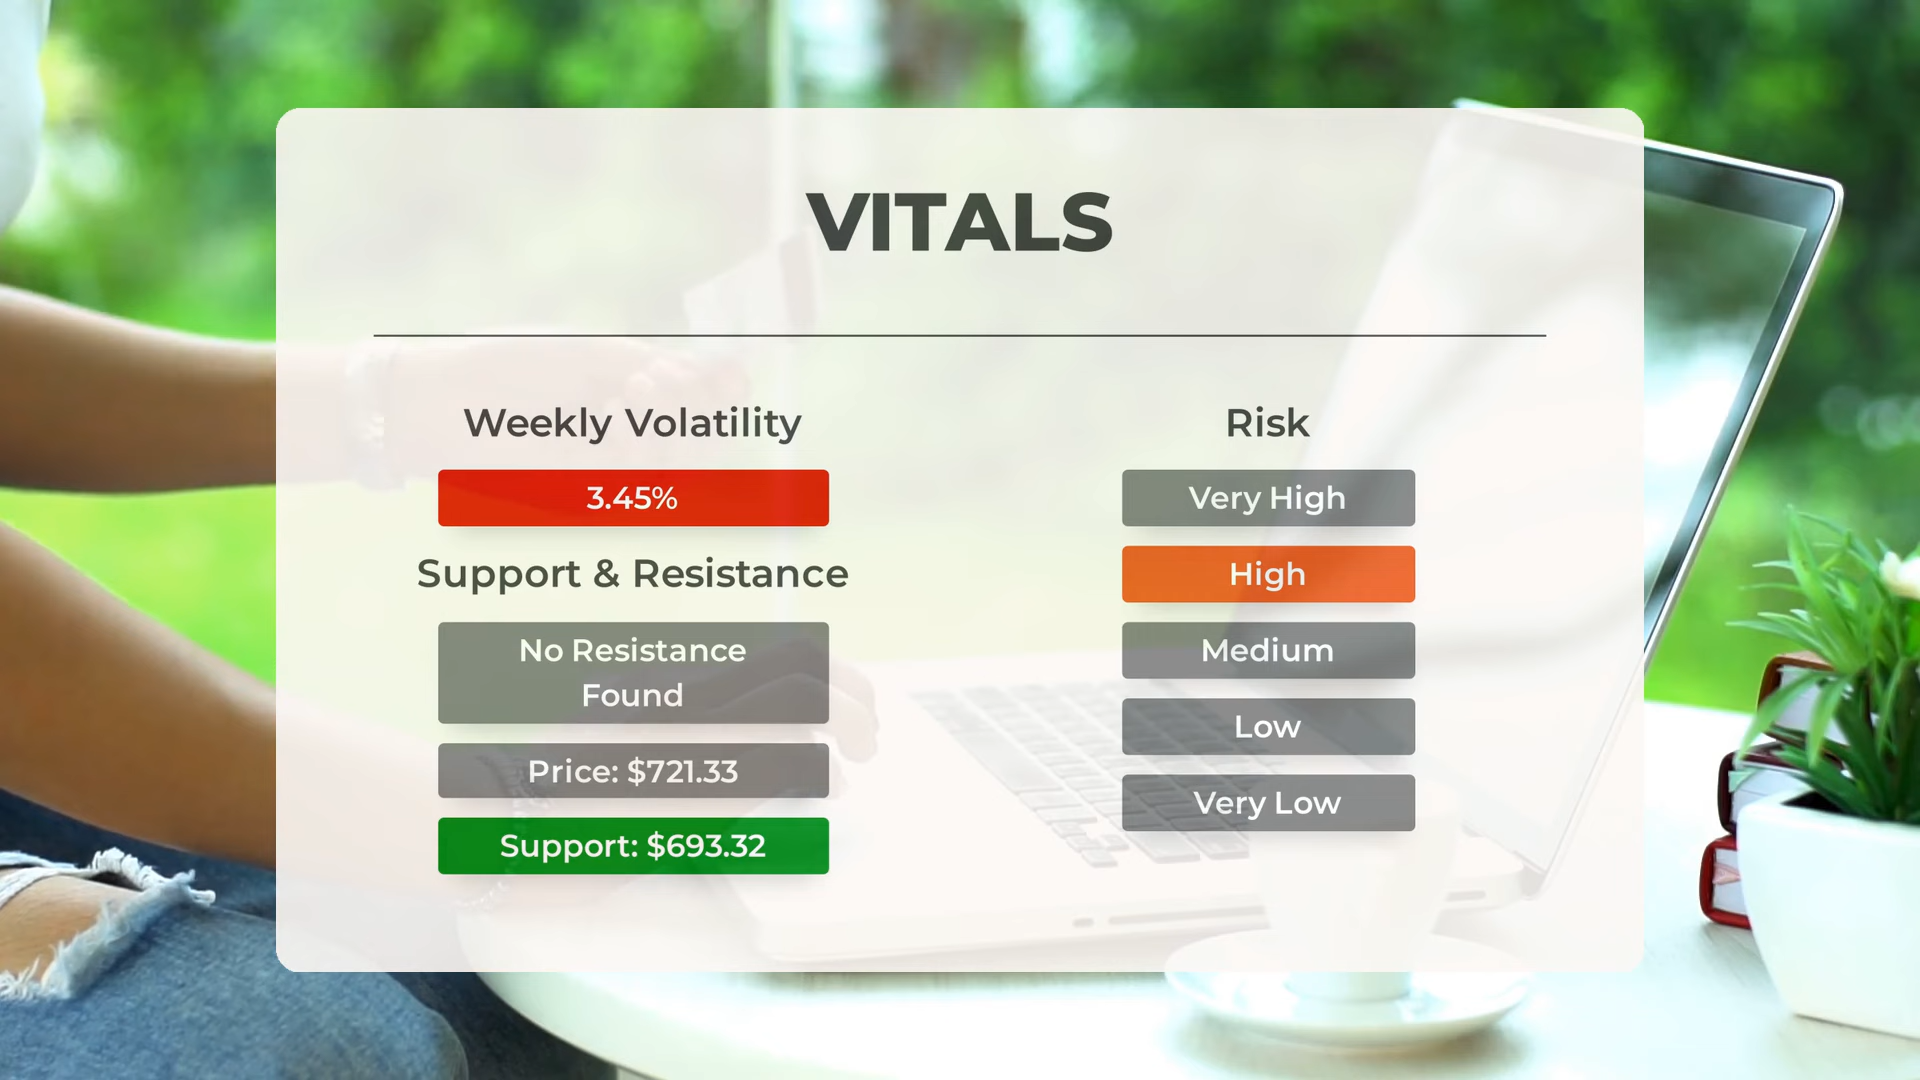 VITALS
Weekly Volatility
3.45%
Support & Resistance
No Resistance
Found
Price: $721.33
Support: $693.32
Risk
Very High
High
Medium
Low
Very Low